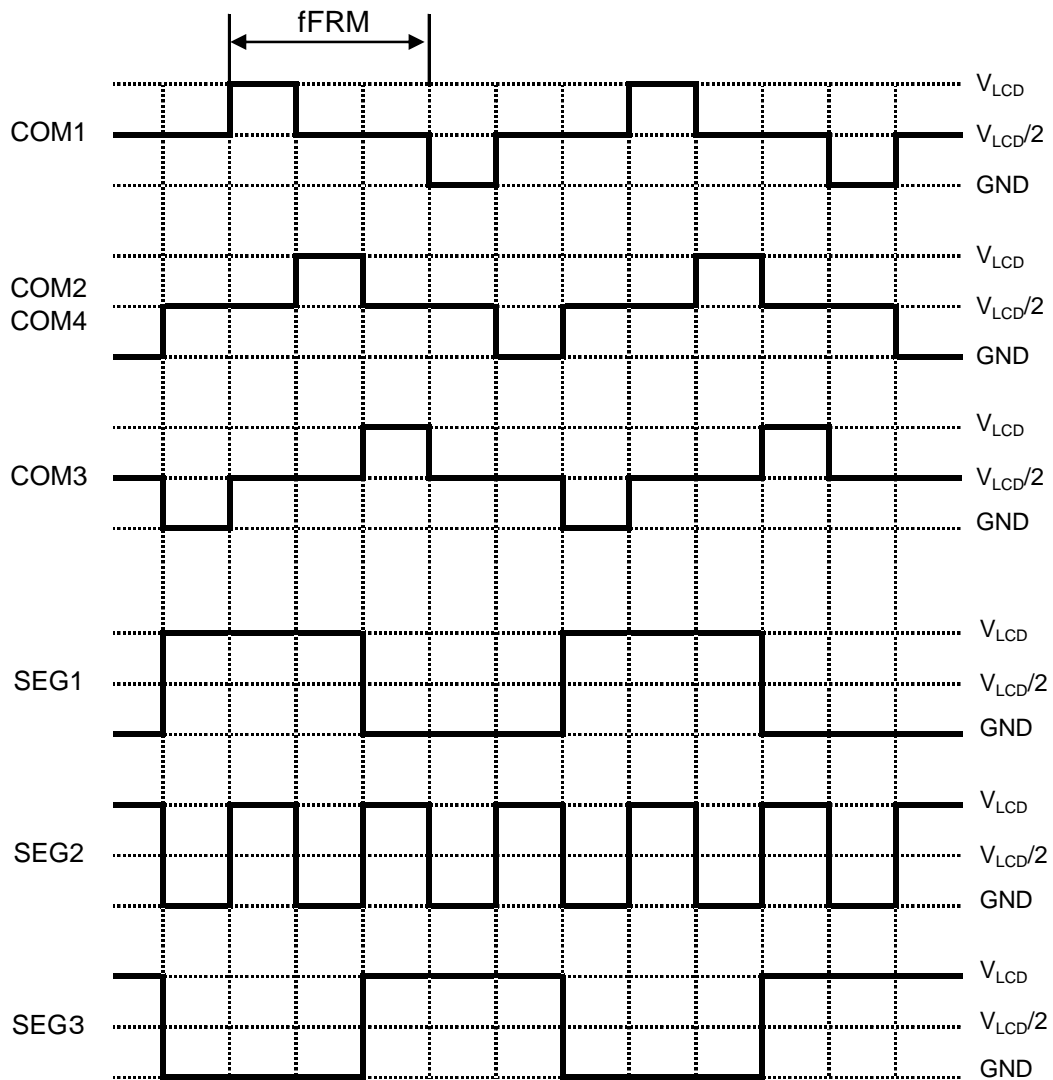 fFRM
COM1
VLCD
VLCD/2
GND
COM2
COM4
VLCD
VLCD/2
GND
COM3
VLCD
VLCD/2
GND
SEG1
VLCD
VLCD/2
GND
SEG2
VLCD
VLCD/2
GND
SEG3
VLCD
VLCD/2
GND